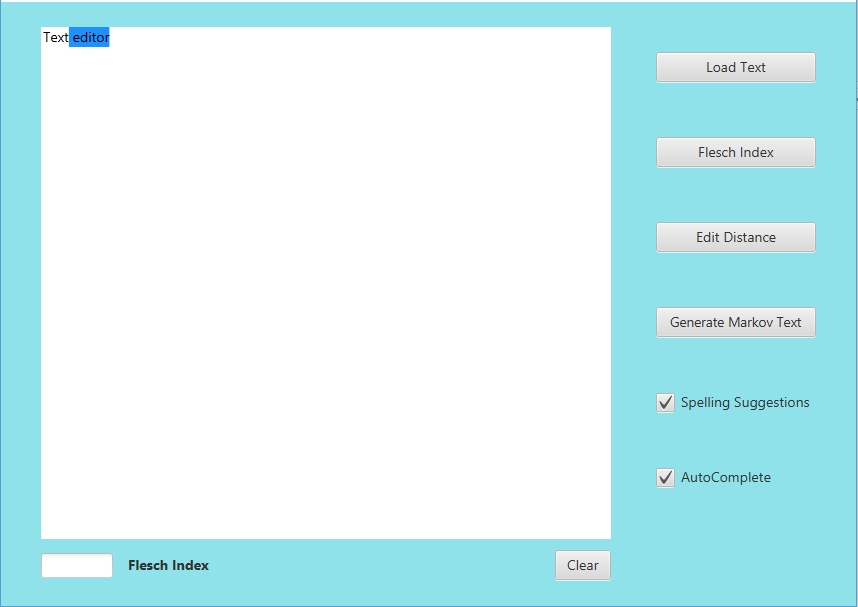 Text editor
Load Text
Flesch Index
Edit Distance
Generate Markov Text
Spelling Suggestions
AutoComplete
Flesch Index
Clear